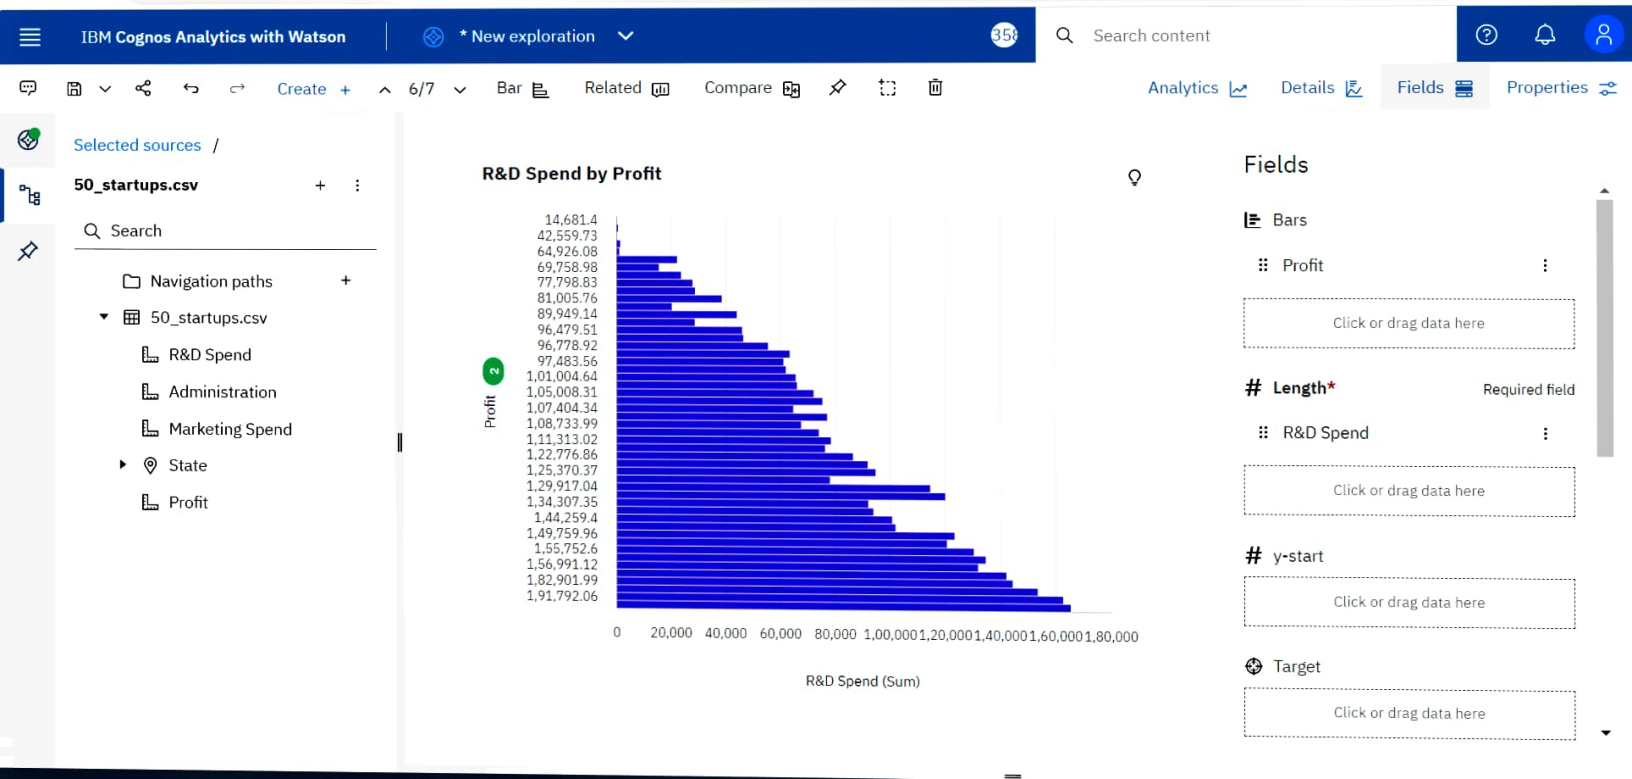 IBM Cognos Analytics with Watson
* New exploration
358
Search content
Create +
6/7
Bar
Related
Compare
Analytics
Details
Fields
Properties
Selected sources /
50_startups.csv
Search
Navigation paths
50_startups.csv
R&D Spend
Administration
Marketing Spend
State
Profit
R&D Spend by Profit
14,681.4
42,559.73
64,926.08
69,758.98
77,798.83
81,005.76
89,949.14
96,479.51
96,778.92
97,483.56
1,01,004.64
1,05,008.31
1,07,404.34
1,08,733.99
1,11,313.02
1,22,776.86
1,25,370.37
1,29,917.04
1,34,307.35
1,44,259.4
1,49,759.96
1,55,752.6
1,56,991.12
1,82,901.99
1,91,792.06
Profit
2
0 20,000 40,000 60,000 80,000 1,00,000 1,20,000 1,40,000 1,60,000 1,80,000
R&D Spend (Sum)
Fields
Bars
Profit
Click or drag data here
# Length* Required field
R&D Spend
Click or drag data here
# y-start
Click or drag data here
Target
Click or drag data here